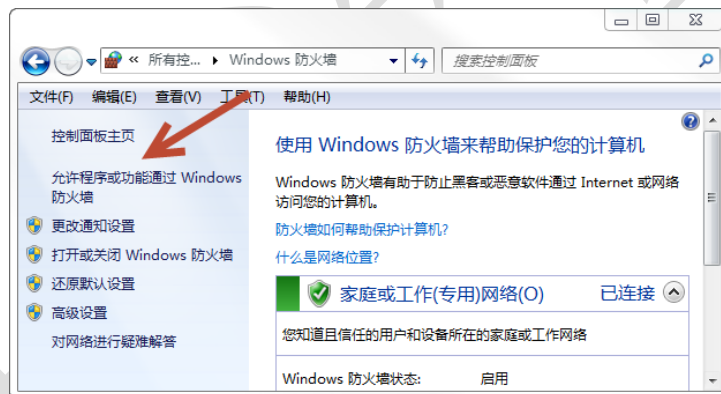 « 所有控... ▸ Windows 防火墙
搜索控制面板
文件(F) 编辑(E) 查看(V) 工具(T) 帮助(H)
控制面板主页
允许程序或功能通过 Windows
防火墙
更改通知设置
打开或关闭 Windows 防火墙
还原默认设置
高级设置
对网络进行疑难解答
使用 Windows 防火墙来帮助保护您的计算机
Windows 防火墙有助于防止黑客或恶意软件通过 Internet 或网络
访问您的计算机。
防火墙如何帮助保护计算机?
什么是网络位置?
家庭或工作(专用)网络(O) 已连接
您知道且信任的用户和设备所在的家庭或工作网络
Windows 防火墙状态: 启用